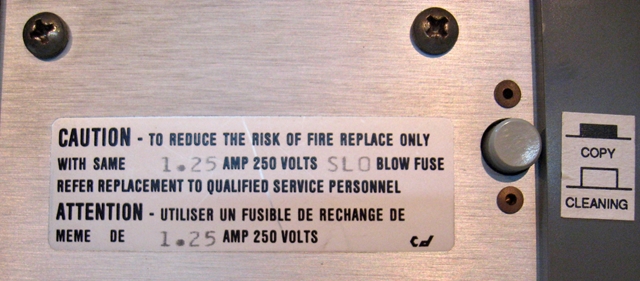 CAUTION - TO REDUCE THE RISK OF FIRE REPLACE ONLY
WITH SAME 1.25 AMP 250 VOLTS SLO BLOW FUSE
REFER REPLACEMENT TO QUALIFIED SERVICE PERSONNEL
ATTENTION - UTILISER UN FUSIBLE DE RECHANGE DE
MEME DE 1.25 AMP 250 VOLTS
cd
COPY
CLEANING